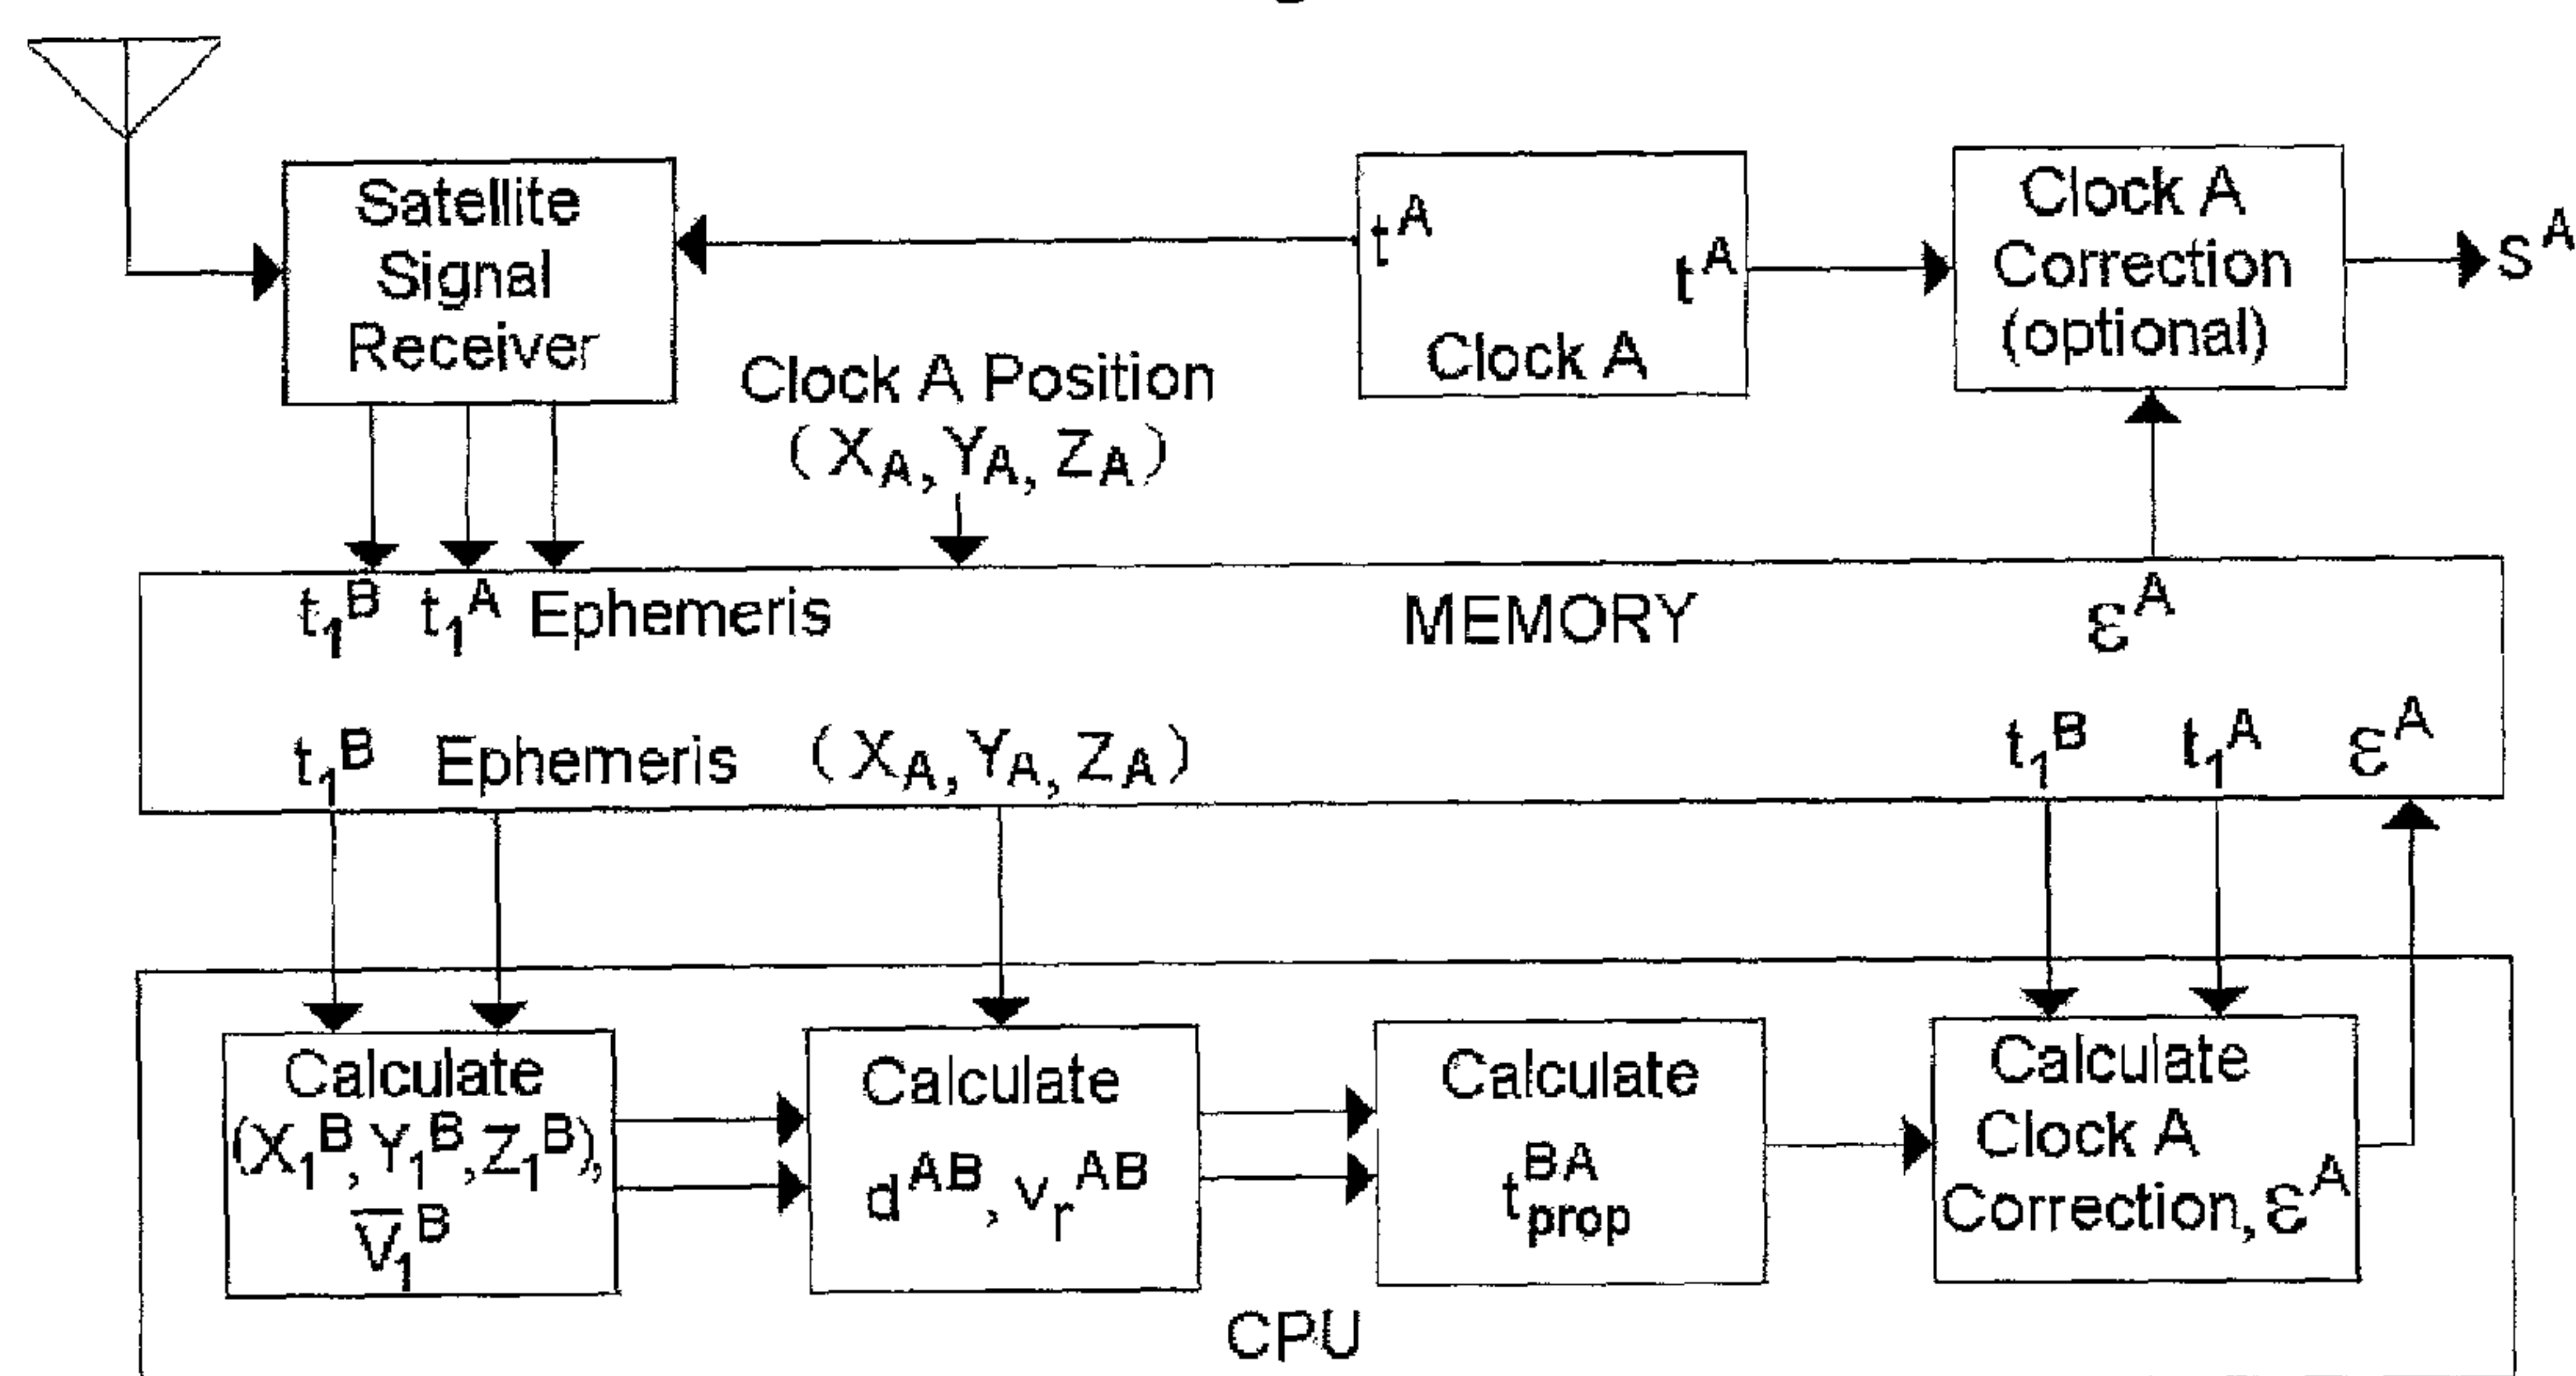 Satellite
Signal
Receiver
Clock A Position
(X_A, Y_A, Z_A)
t^A
t^A
Clock A
Clock A
Correction
(optional)
S^A
t_1^B t_1^A Ephemeris
MEMORY
ε^A
t_1^B Ephemeris (X_A, Y_A, Z_A)
t_1^B t_1^A ε^A
Calculate
(X_1^B, Y_1^B, Z_1^B),
V̅_1^B
Calculate
d^AB, v_r^AB
Calculate
t_prop^BA
Calculate
Clock A
Correction, ε^A
CPU